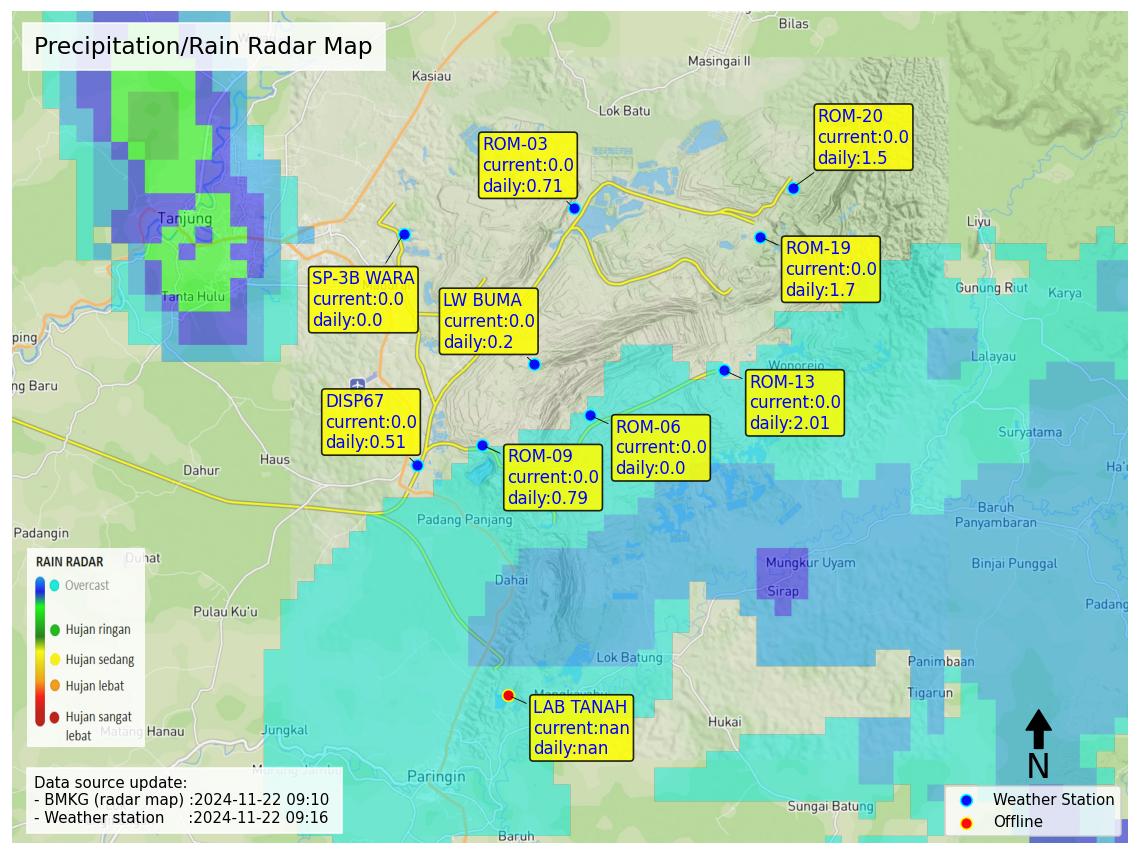 Precipitation/Rain Radar Map
Bilas
Masingai II
Kasiau
Lok Batu
ROM-20
current:0.0
daily:1.5
ROM-03
current:0.0
daily:0.71
Tanjung
Liyu
ROM-19
current:0.0
daily:1.7
SP-3B WARA
current:0.0
daily:0.0
Tanta Hulu
LW BUMA
current:0.0
daily:0.2
Gunung Riut
Karya
ping
ng Baru
Lalayau
Wonorejo
ROM-13
current:0.0
daily:2.01
DISP67
current:0.0
daily:0.51
ROM-06
current:0.0
daily:0.0
Suryatama
ROM-09
current:0.0
daily:0.79
Haus
Dahur
Ha'u
Padang Panjang
Baruh
Panyambaran
Padangin
Duhat
Mungkur Uyam
Binjai Punggal
Dahai
Sirap
Padang
RAIN RADAR
Overcast
Hujan ringan
Hujan sedang
Hujan lebat
Hujan sangat
lebat
Pulau Ku'u
Lok Batung
Panimbaan
Tigarun
LAB TANAH
current:nan
daily:nan
Hukai
Jungkal
Paringin
N
Data source update:
- BMKG (radar map) :2024-11-22 09:10
- Weather station :2024-11-22 09:16
Sungai Batung
Baruh
Weather Station
Offline